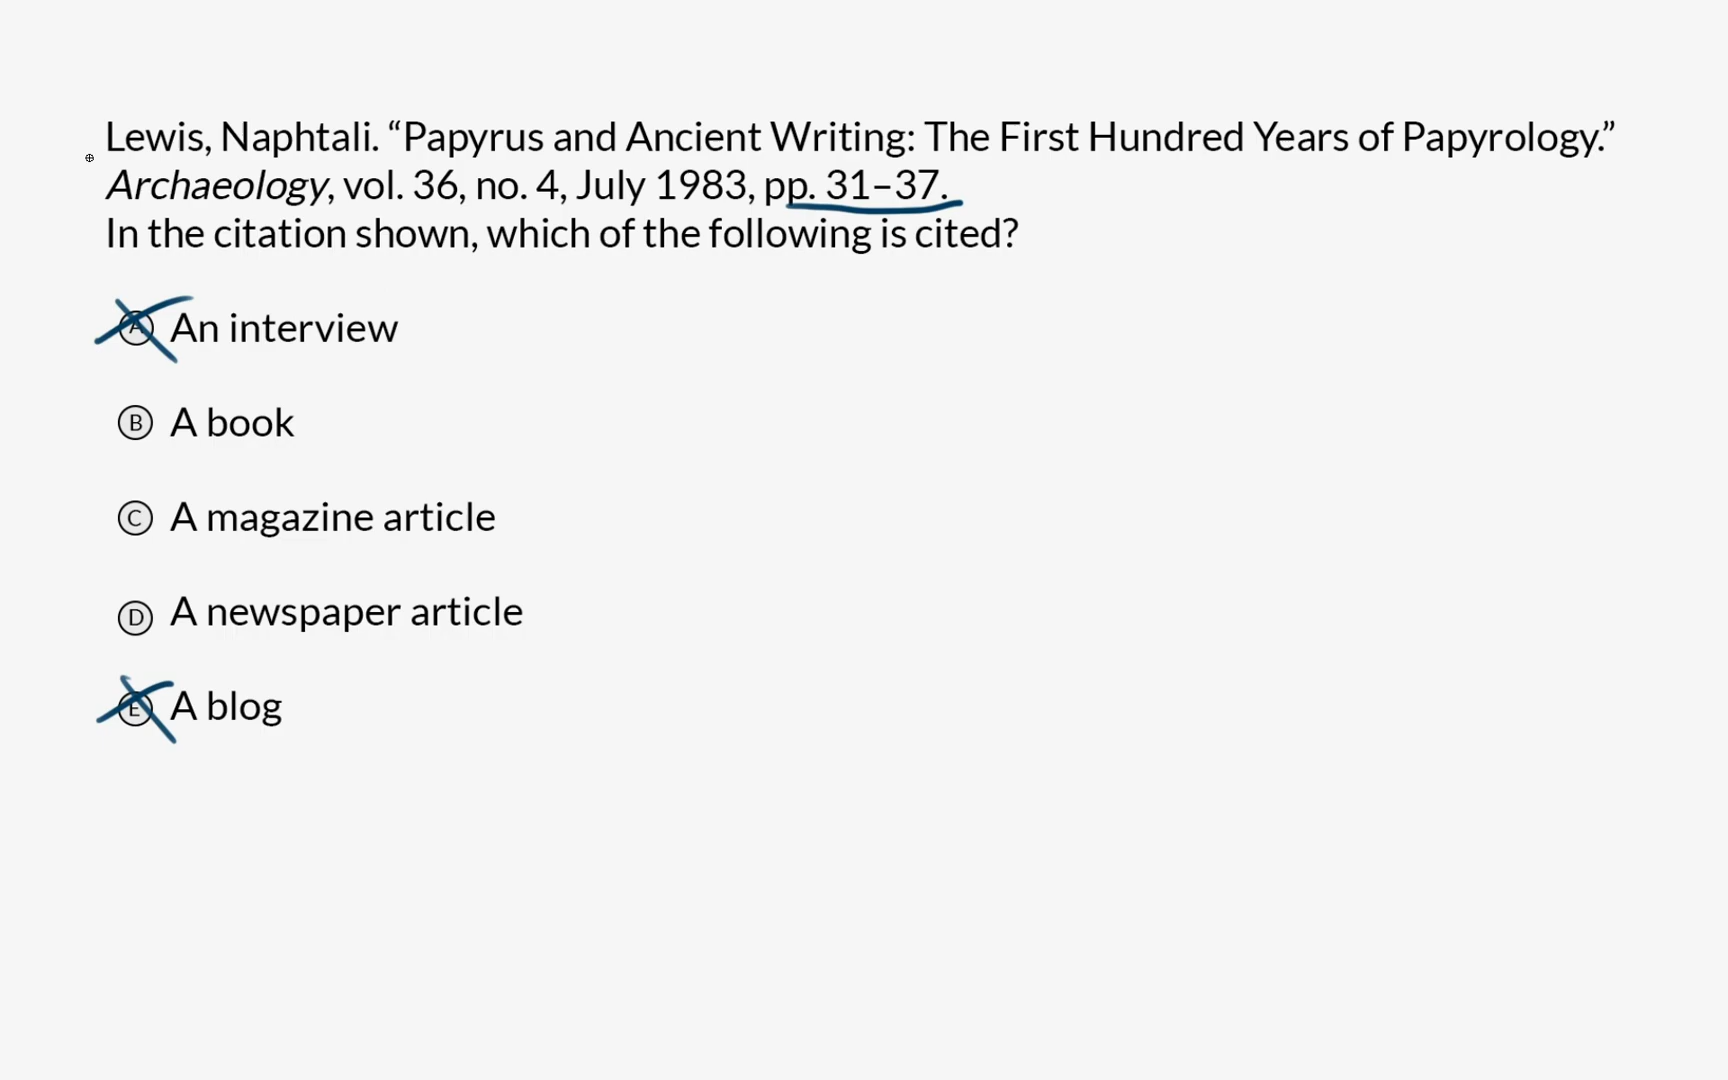 Lewis, Naphtali. “Papyrus and Ancient Writing: The First Hundred Years of Papyrology.”
Archaeology, vol. 36, no. 4, July 1983, pp. 31–37.
In the citation shown, which of the following is cited?
A An interview
B A book
C A magazine article
D A newspaper article
E A blog